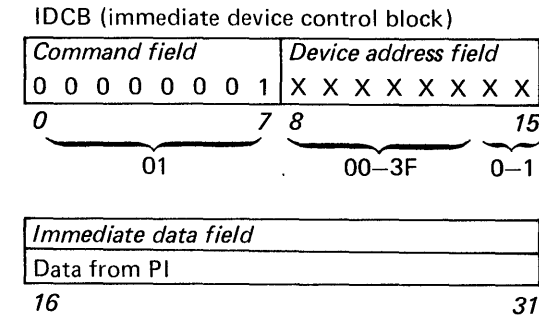 IDCB (immediate device control block)
Command field Device address field
0 0 0 0 0 0 0 1 X X X X X X X X
0 7 8 15
01 00–3F 0–1
Immediate data field
Data from PI
16 31